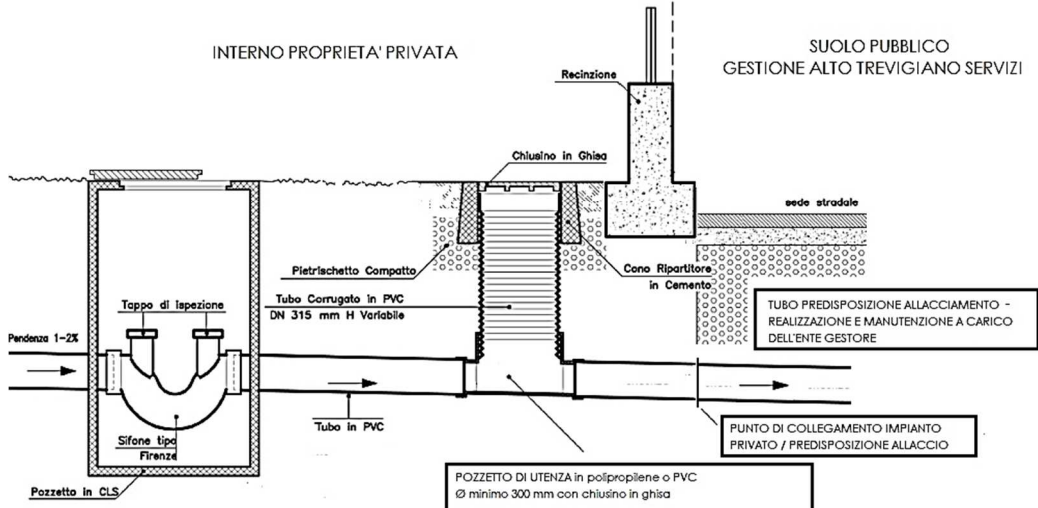 INTERNO PROPRIETA' PRIVATA
SUOLO PUBBLICO
GESTIONE ALTO TREVIGIANO SERVIZI
Recinzione
Chiusino in Ghisa
sede stradale
Pietrischetto Compatto
Cono Ripartitore
in Cemento
Tappo di ispezione
Tubo Corrugato in PVC
DN 315 mm H Variabile
TUBO PREDISPOSIZIONE ALLACCIAMENTO -
REALIZZAZIONE E MANUTENZIONE A CARICO
DELL'ENTE GESTORE
Pendenza 1-2%
Tubo in PVC
Sifone tipo
Firenze
PUNTO DI COLLEGAMENTO IMPIANTO
PRIVATO / PREDISPOSIZIONE ALLACCIO
Pozzetto in CLS
POZZETTO DI UTENZA in polipropilene o PVC
Ø minimo 300 mm con chiusino in ghisa